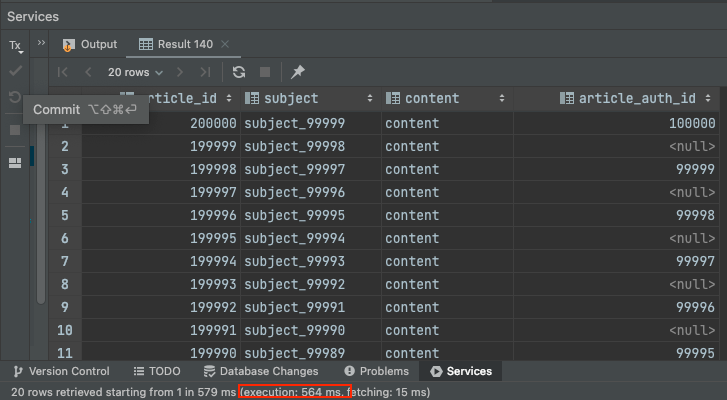 Services
Tx
Output
Result 140
20 rows
Commit ⌥⇧⌘⏎
rticle_id subject content article_auth_id
1 200000 subject_99999 content 100000
2 199999 subject_99998 content <null>
3 199998 subject_99997 content 99999
4 199997 subject_99996 content <null>
5 199996 subject_99995 content 99998
6 199995 subject_99994 content <null>
7 199994 subject_99993 content 99997
8 199993 subject_99992 content <null>
9 199992 subject_99991 content 99996
10 199991 subject_99990 content <null>
11 199990 subject_99989 content 99995
Version Control TODO Database Changes Problems Services
20 rows retrieved starting from 1 in 579 ms (execution: 564 ms, fetching: 15 ms)